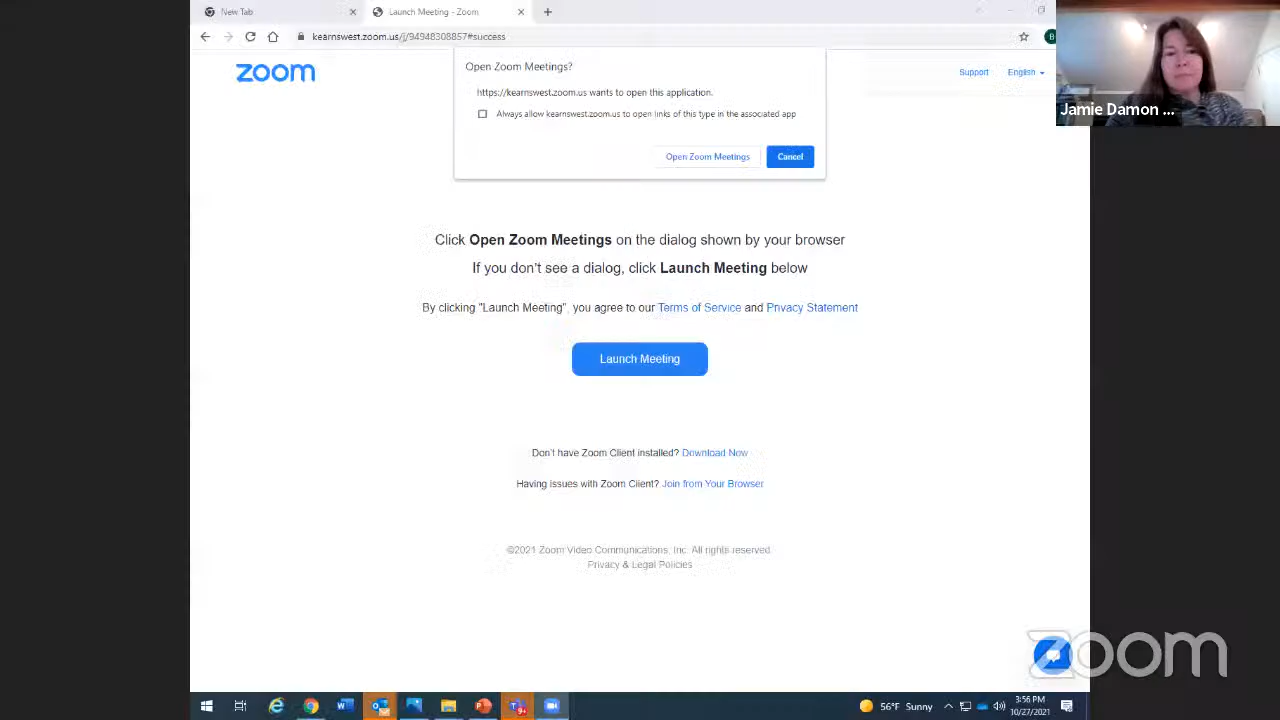 New Tab
Launch Meeting - Zoom
kearnswest.zoom.us/j/94948308857#success
zoom
Support
English
Open Zoom Meetings?
https://kearnswest.zoom.us wants to open this application.
Always allow kearnswest.zoom.us to open links of this type in the associated app
Open Zoom Meetings
Cancel
Jamie Damon ...
Click Open Zoom Meetings on the dialog shown by your browser
If you don't see a dialog, click Launch Meeting below
By clicking "Launch Meeting", you agree to our Terms of Service and Privacy Statement
Launch Meeting
Don't have Zoom Client installed? Download Now
Having issues with Zoom Client? Join from Your Browser
©2021 Zoom Video Communications, Inc. All rights reserved.
Privacy & Legal Policies
zoom
56°F Sunny
3:56 PM
10/27/2021